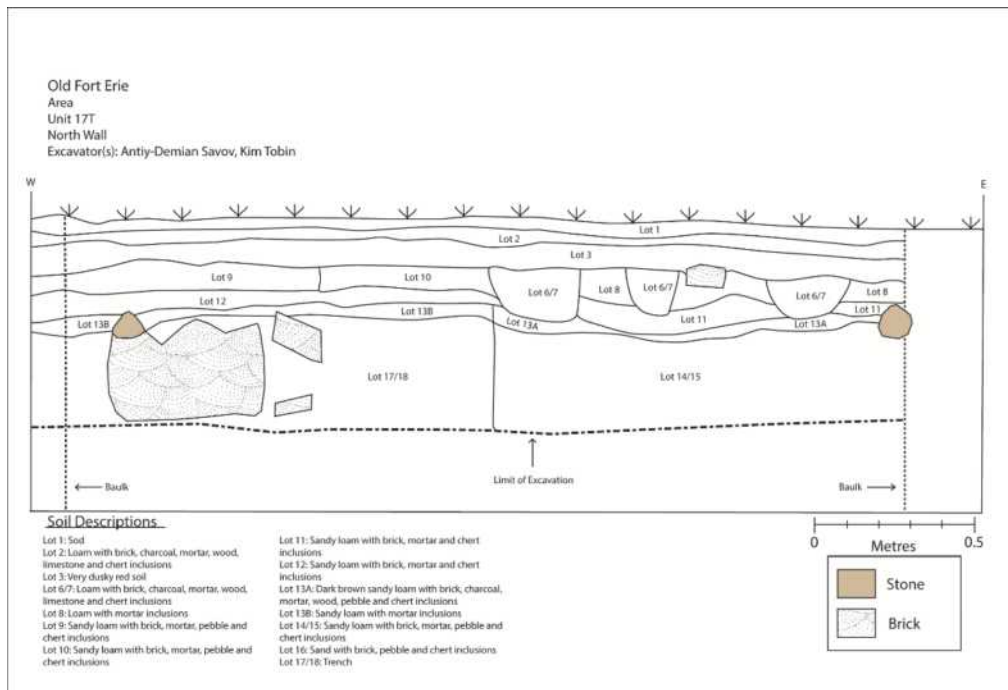 Old Fort Erie
Area
Unit 17T
North Wall
Excavator(s): Antiy-Demian Savov, Kim Tobin
W
E
Lot 1
Lot 2
Lot 3
Lot 9
Lot 10
Lot 6/7
Lot 8
Lot 6/7
Lot 6/7
Lot 8
Lot 12
Lot 13B
Lot 13B
Lot 13A
Lot 11
Lot 13A
Lot 11
Lot 17/18
Lot 14/15
Baulk
Limit of Excavation
Baulk
Soil Descriptions
Lot 1: Sod
Lot 2: Loam with brick, charcoal, mortar, wood,
limestone and chert inclusions
Lot 3: Very dusky red soil
Lot 6/7: Loam with brick, charcoal, mortar, wood,
limestone and chert inclusions
Lot 8: Loam with mortar inclusions
Lot 9: Sandy loam with brick, mortar, pebble and
chert inclusions
Lot 10: Sandy loam with brick, mortar, pebble and
chert inclusions
Lot 11: Sandy loam with brick, mortar and chert
inclusions
Lot 12: Sandy loam with brick, mortar and chert
inclusions
Lot 13A: Dark brown sandy loam with brick, charcoal,
mortar, wood, pebble and chert inclusions
Lot 13B: Sandy loam with mortar inclusions
Lot 14/15: Sandy loam with brick, mortar, pebble and
chert inclusions
Lot 16: Sand with brick, pebble and chert inclusions
Lot 17/18: Trench
0
Metres
0.5
Stone
Brick